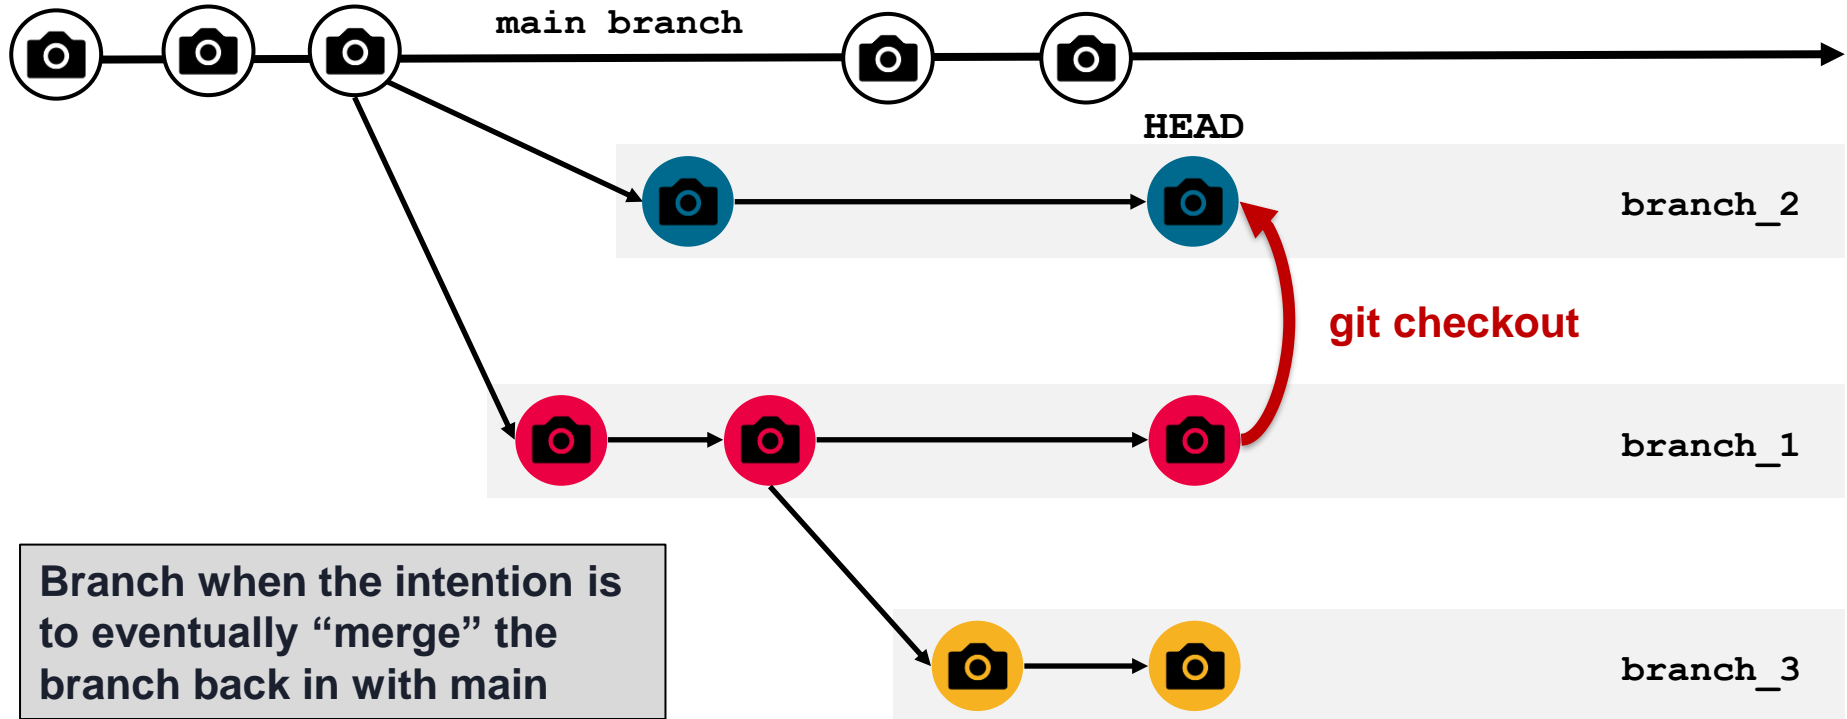 main branch
HEAD
branch_2
git checkout
branch_1
Branch when the intention is
to eventually “merge” the
branch back in with main
branch_3